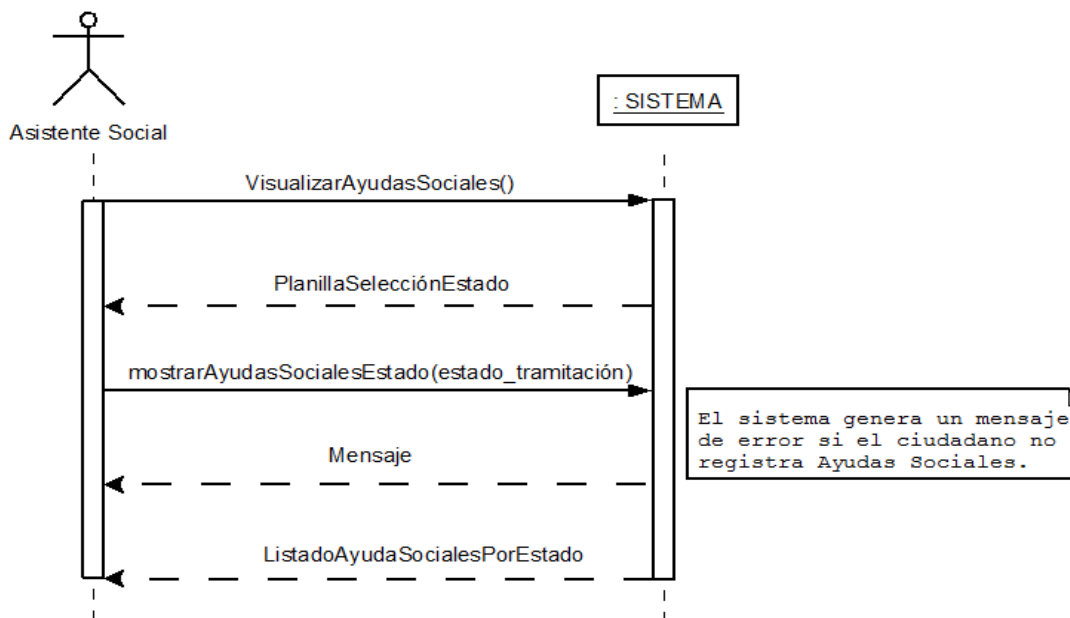 Asistente Social
: SISTEMA
VisualizarAyudasSociales()
PlanillaSelecciónEstado
mostrarAyudasSocialesEstado(estado_tramitación)
El sistema genera un mensaje
de error si el ciudadano no
registra Ayudas Sociales.
Mensaje
ListadoAyudaSocialesPorEstado